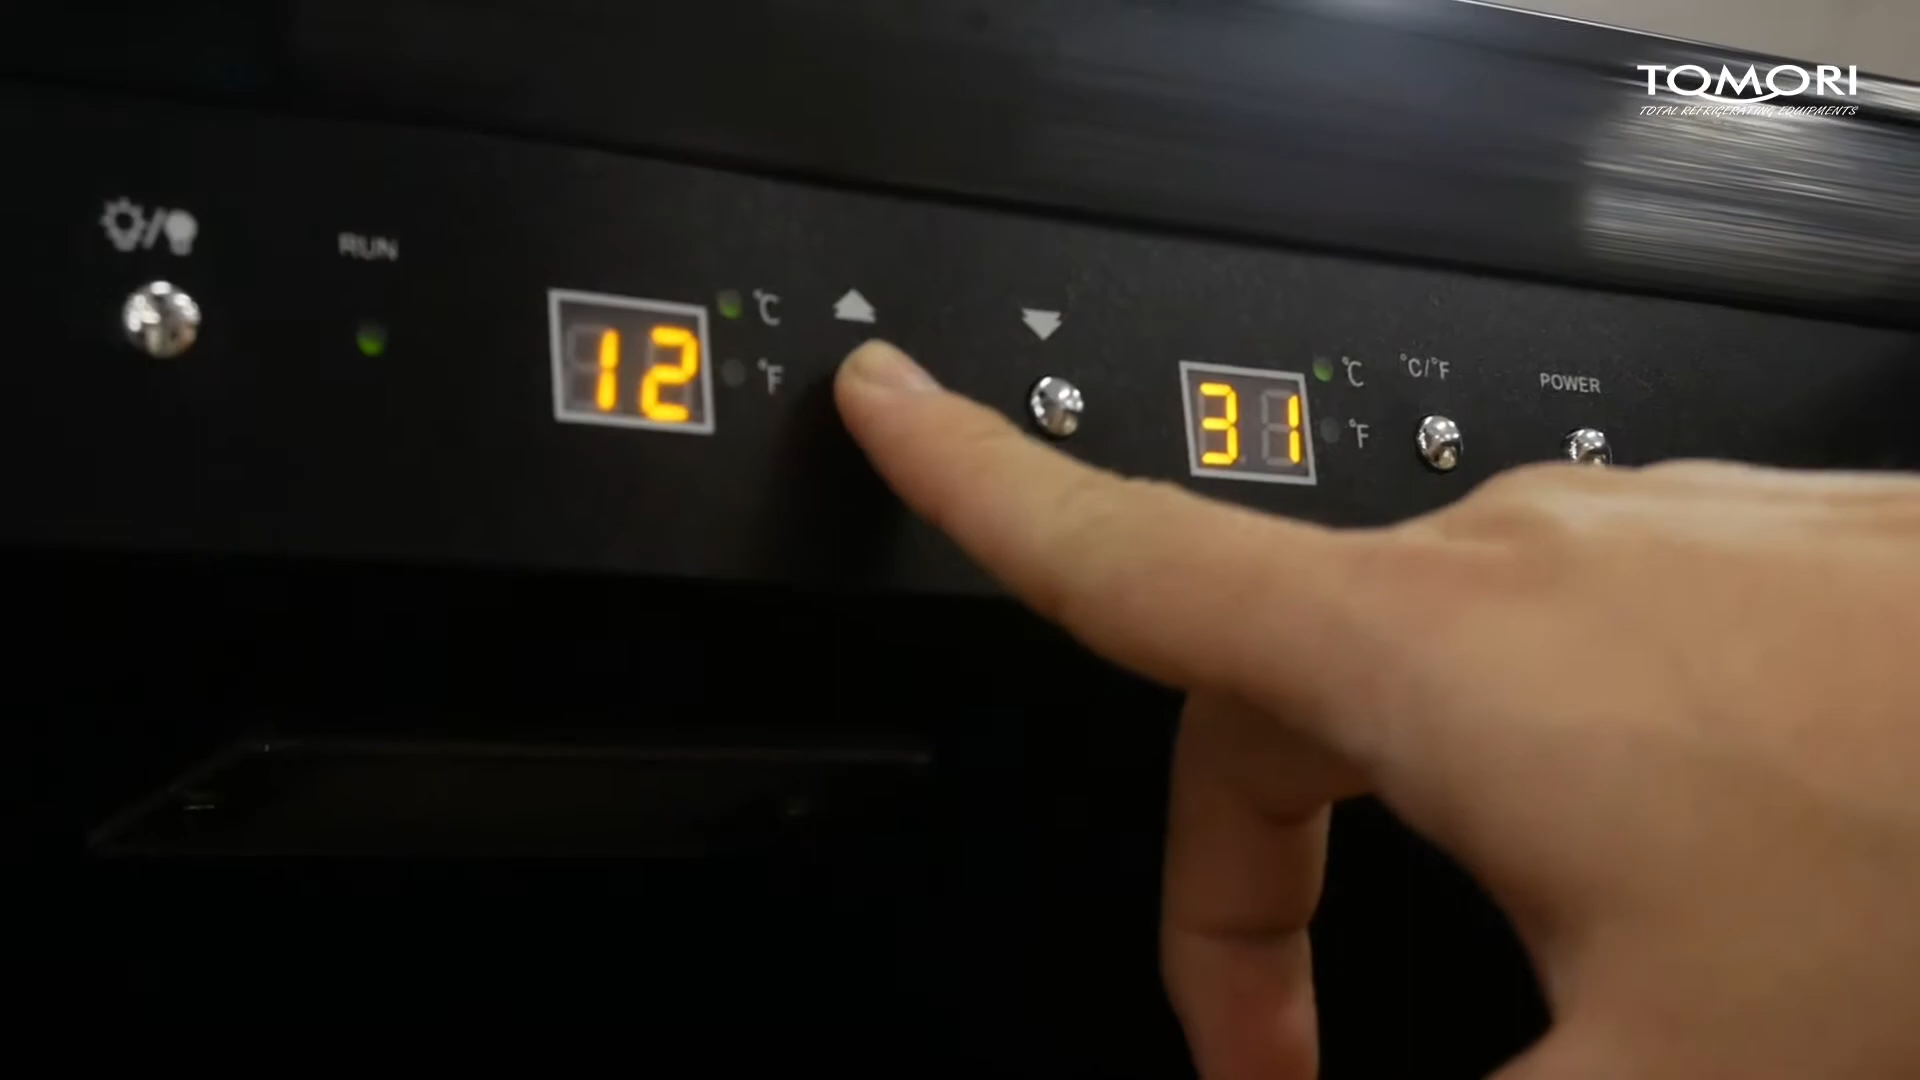 TOMORI
TOTAL REFRIGERATING EQUIPMENTS
RUN
12
°C
°F
31
°C
°F
°C/°F
POWER